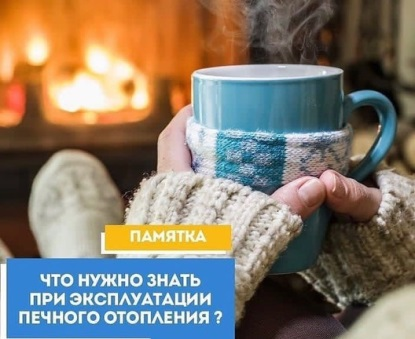 ПАМЯТКА
ЧТО НУЖНО ЗНАТЬ
ПРИ ЭКСПЛУАТАЦИИ
ПЕЧНОГО ОТОПЛЕНИЯ ?